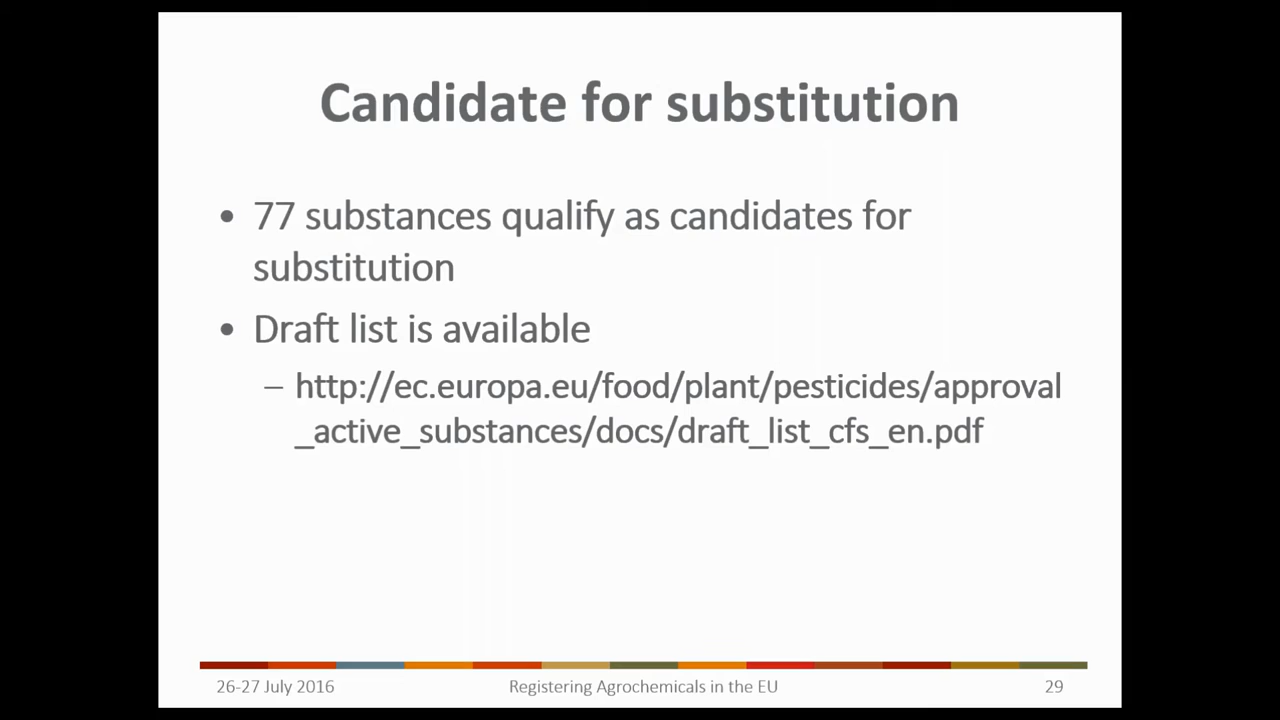 Candidate for substitution
• 77 substances qualify as candidates for
substitution
• Draft list is available
– http://ec.europa.eu/food/plant/pesticides/approval
_active_substances/docs/draft_list_cfs_en.pdf
26-27 July 2016
Registering Agrochemicals in the EU
29